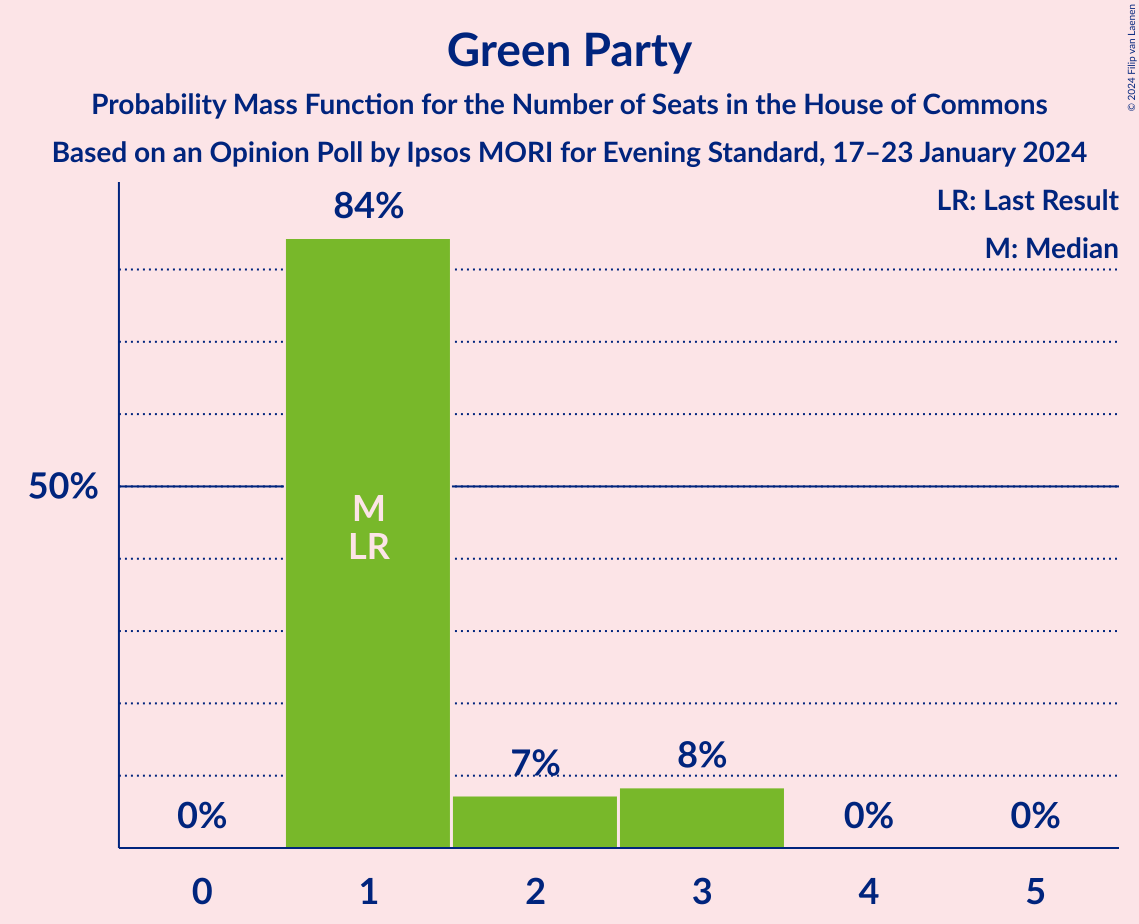 Green Party
Probability Mass Function for the Number of Seats in the House of Commons
Based on an Opinion Poll by Ipsos MORI for Evening Standard, 17–23 January 2024
© 2024 Filip van Laenen
LR: Last Result
M: Median
84%
50%
M
LR
7%
8%
0%
0%
0%
0
1
2
3
4
5